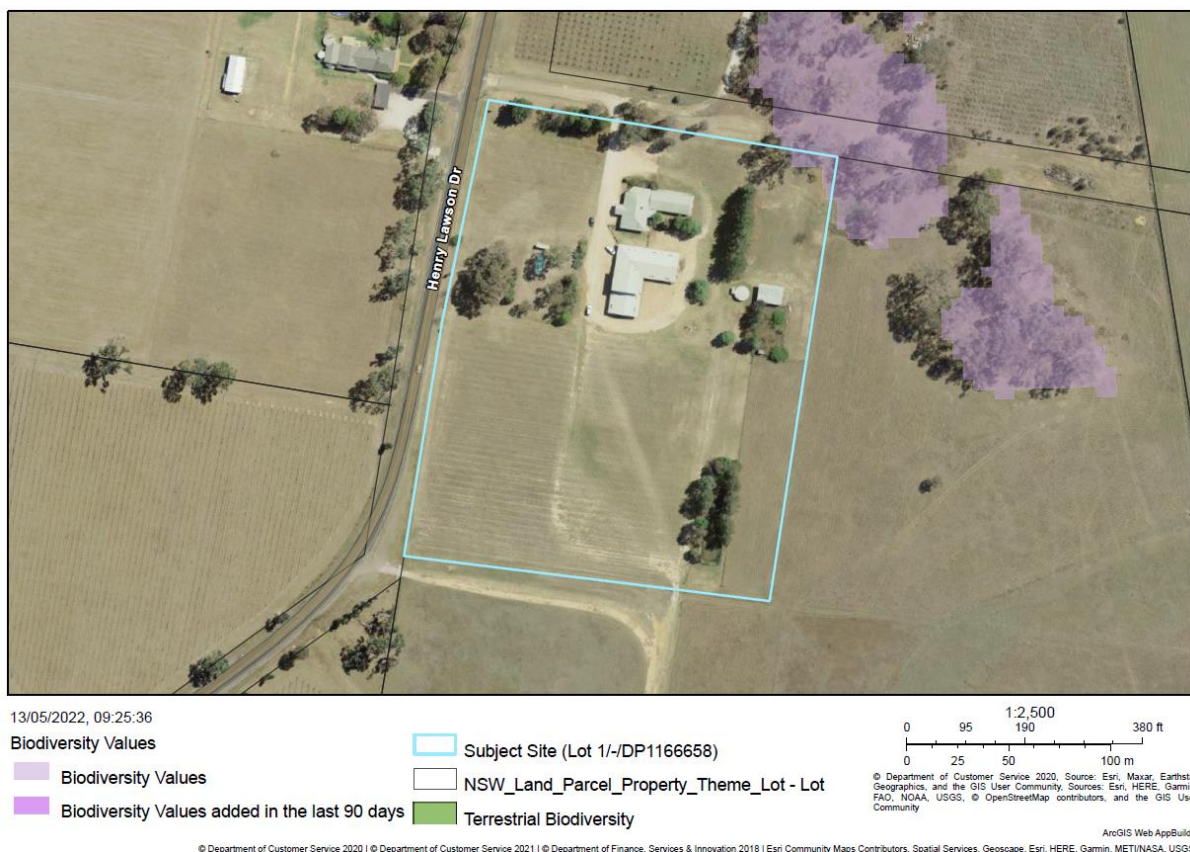 Henry Lawson Dr
13/05/2022, 09:25:36
Biodiversity Values
Biodiversity Values
Biodiversity Values added in the last 90 days
Subject Site (Lot 1/-/DP1166658)
NSW_Land_Parcel_Property_Theme_Lot - Lot
Terrestrial Biodiversity
1:2,500
0 95 190 380 ft
0 25 50 100 m
© Department of Customer Service 2020, Source: Esri, Maxar, Earthsta
Geographics, and the GIS User Community, Sources: Esri, HERE, Garmin
FAO, NOAA, USGS, © OpenStreetMap contributors, and the GIS Use
Community
ArcGIS Web AppBuild
© Department of Customer Service 2020 | © Department of Customer Service 2021 | © Department of Finance, Services & Innovation 2018 | Esri Community Maps Contributors, Spatial Services, Geoscape, Esri, HERE, Garmin, METI/NASA, USGS